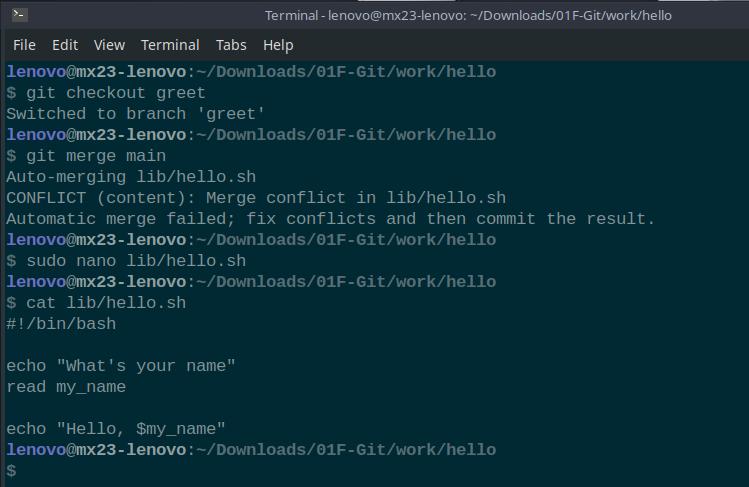 Terminal - lenovo@mx23-lenovo: ~/Downloads/01F-Git/work/hello
File Edit View Terminal Tabs Help
lenovo@mx23-lenovo:~/Downloads/01F-Git/work/hello
$ git checkout greet
Switched to branch 'greet'
lenovo@mx23-lenovo:~/Downloads/01F-Git/work/hello
$ git merge main
Auto-merging lib/hello.sh
CONFLICT (content): Merge conflict in lib/hello.sh
Automatic merge failed; fix conflicts and then commit the result.
lenovo@mx23-lenovo:~/Downloads/01F-Git/work/hello
$ sudo nano lib/hello.sh
lenovo@mx23-lenovo:~/Downloads/01F-Git/work/hello
$ cat lib/hello.sh
#!/bin/bash

echo "What's your name"
read my_name

echo "Hello, $my_name"
lenovo@mx23-lenovo:~/Downloads/01F-Git/work/hello
$